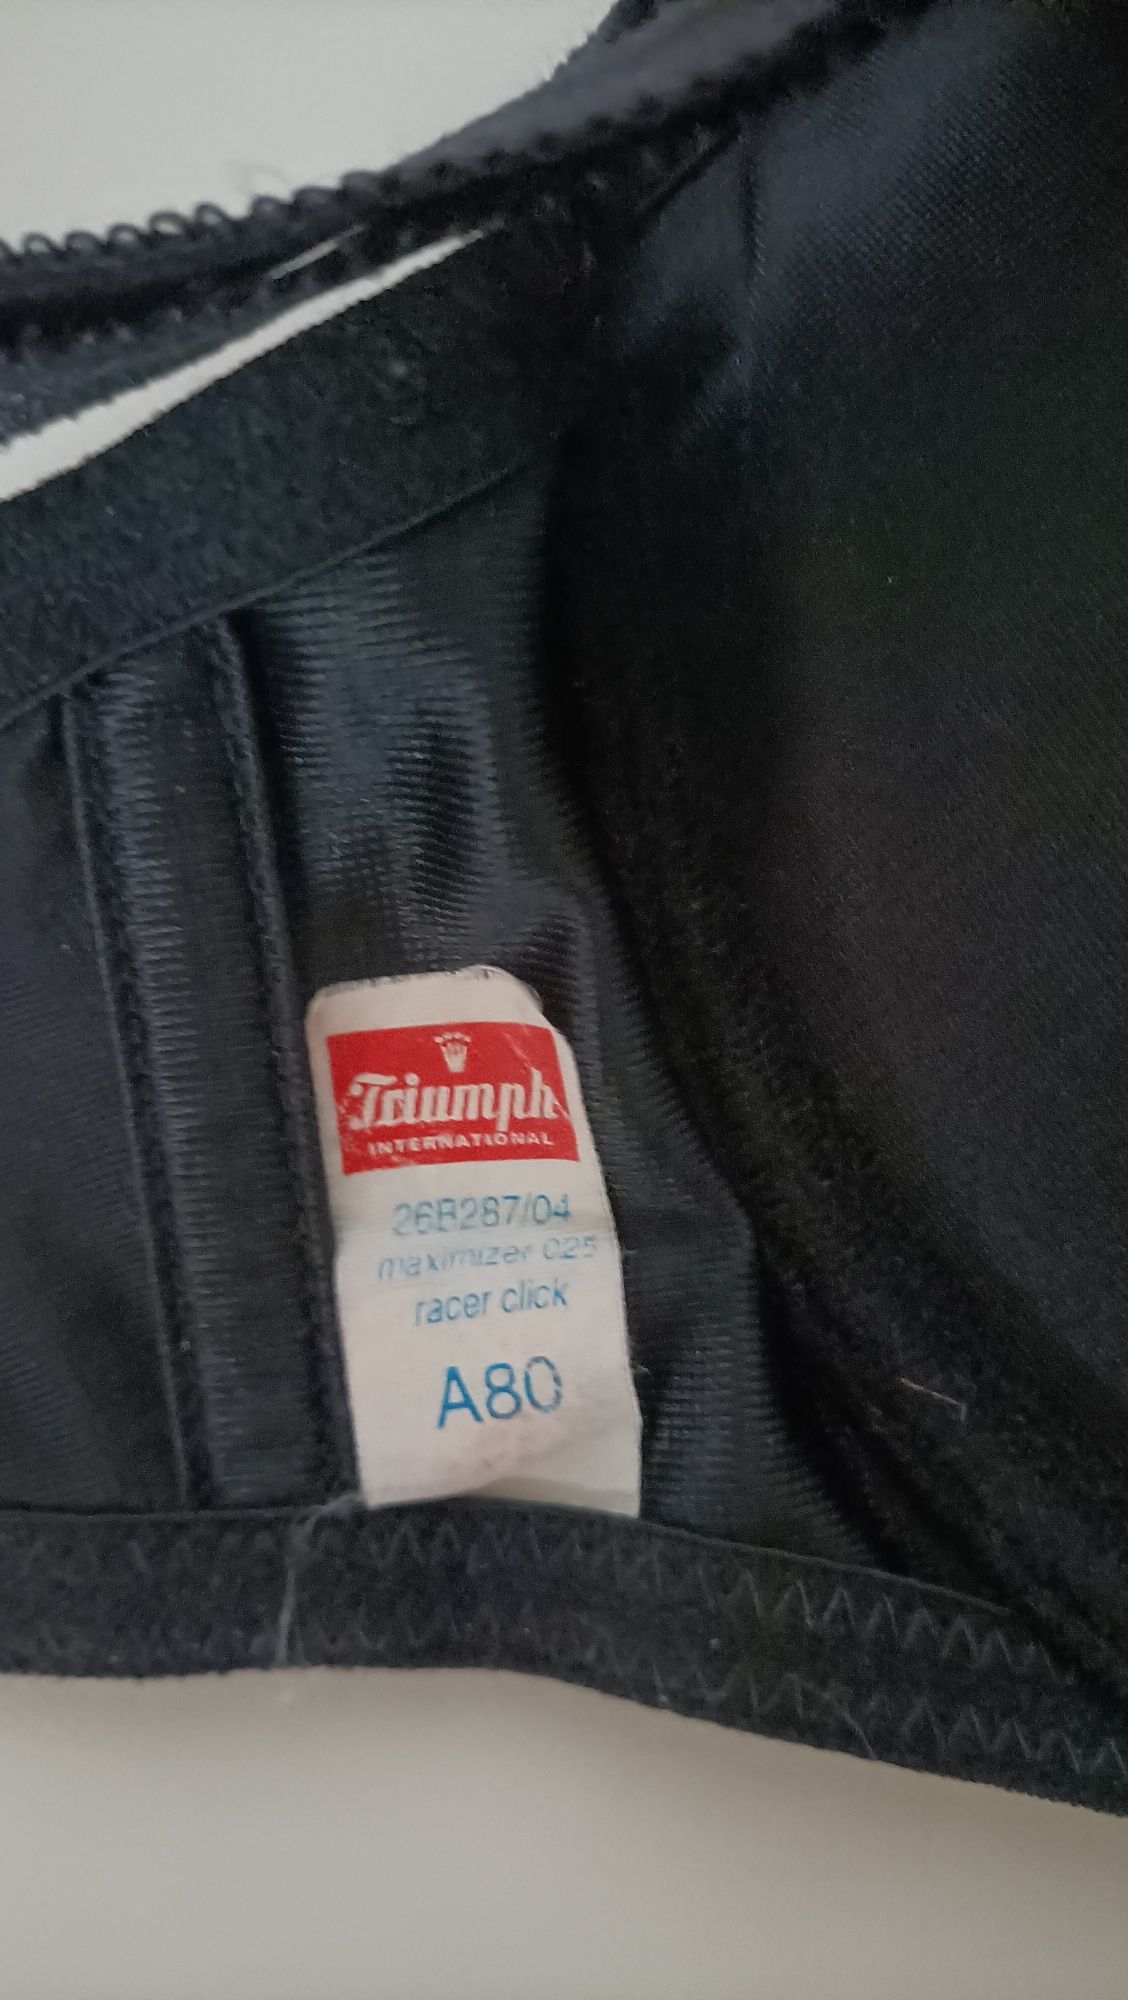 Triumph
INTERNATIONAL
26B287/04
maximizer 025
racer click
A80